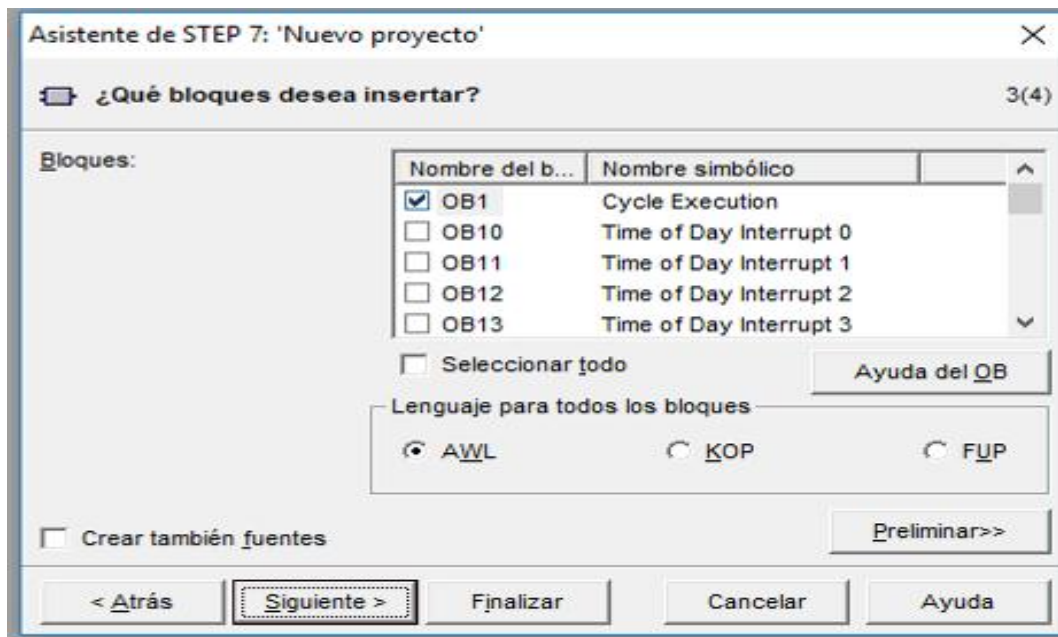 Asistente de STEP 7: 'Nuevo proyecto'
¿Qué bloques desea insertar? 3(4)
Bloques:
Nombre del b... Nombre simbólico
OB1 Cycle Execution
OB10 Time of Day Interrupt 0
OB11 Time of Day Interrupt 1
OB12 Time of Day Interrupt 2
OB13 Time of Day Interrupt 3
Seleccionar todo
Ayuda del OB
Lenguaje para todos los bloques
AWL KOP FUP
Crear también fuentes
Preliminar>>
< Atrás Siguiente > Finalizar Cancelar Ayuda